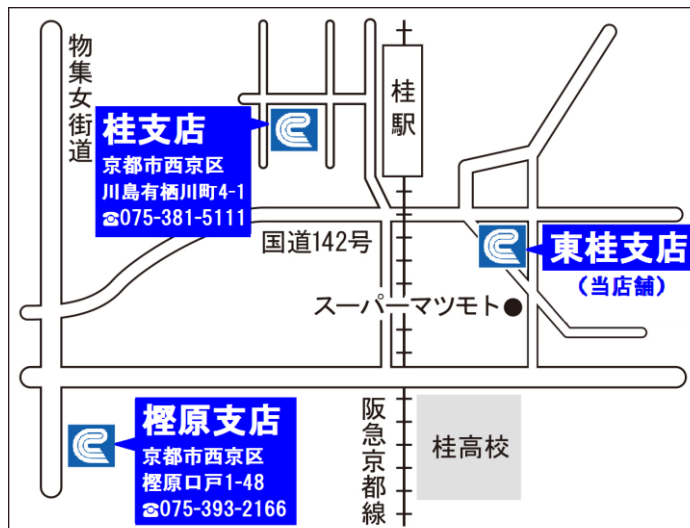 物集女街道
桂支店
京都市西京区
川島有栖川町4-1
☎075-381-5111
桂駅
国道142号
東桂支店
（当店舗）
スーパーマツモト
樫原支店
京都市西京区
樫原口戸1-48
☎075-393-2166
阪急京都線
桂高校